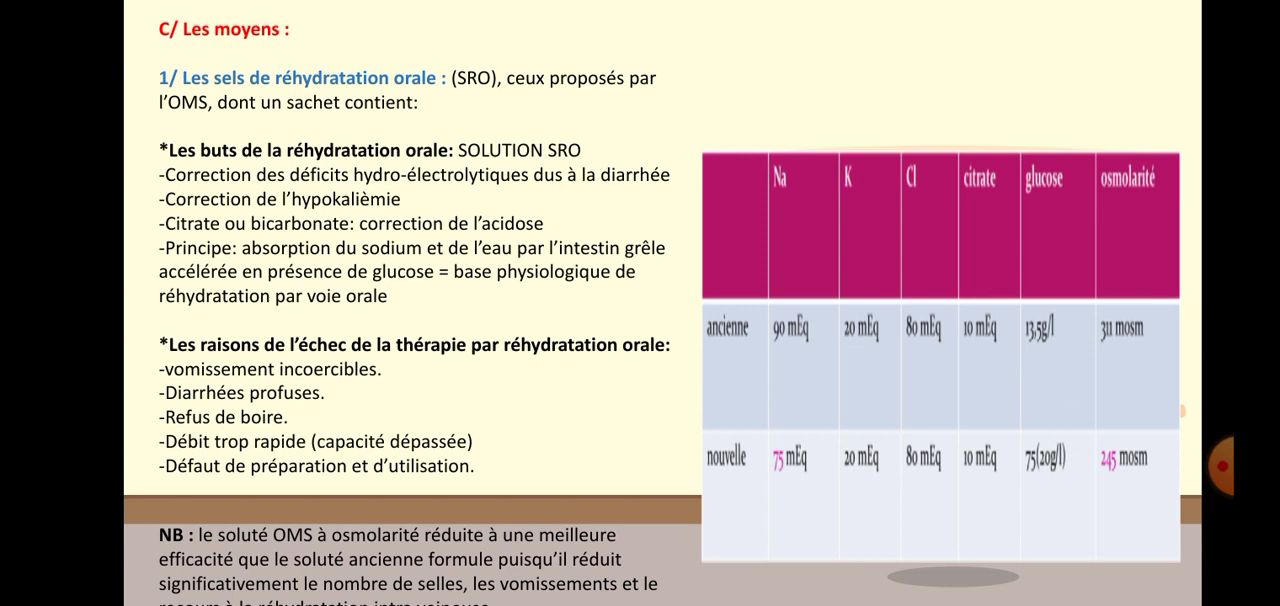 C/ Les moyens :
1/ Les sels de réhydratation orale : (SRO), ceux proposés par
l’OMS, dont un sachet contient:
*Les buts de la réhydratation orale: SOLUTION SRO
-Correction des déficits hydro-électrolytiques dus à la diarrhée
-Correction de l’hypokalièmie
-Citrate ou bicarbonate: correction de l’acidose
-Principe: absorption du sodium et de l’eau par l’intestin grêle
accélérée en présence de glucose = base physiologique de
réhydratation par voie orale
*Les raisons de l’échec de la thérapie par réhydratation orale:
-vomissement incoercibles.
-Diarrhées profuses.
-Refus de boire.
-Débit trop rapide (capacité dépassée)
-Défaut de préparation et d’utilisation.
NB : le soluté OMS à osmolarité réduite à une meilleure
efficacité que le soluté ancienne formule puisqu’il réduit
significativement le nombre de selles, les vomissements et le
Na K Cl citrate glucose osmolarité
ancienne 90 mEq 20 mEq 80 mEq 10 mEq 13,5g/l 311 mosm
nouvelle 75 mEq 20 mEq 80 mEq 10 mEq 75(20g/l) 245 mosm